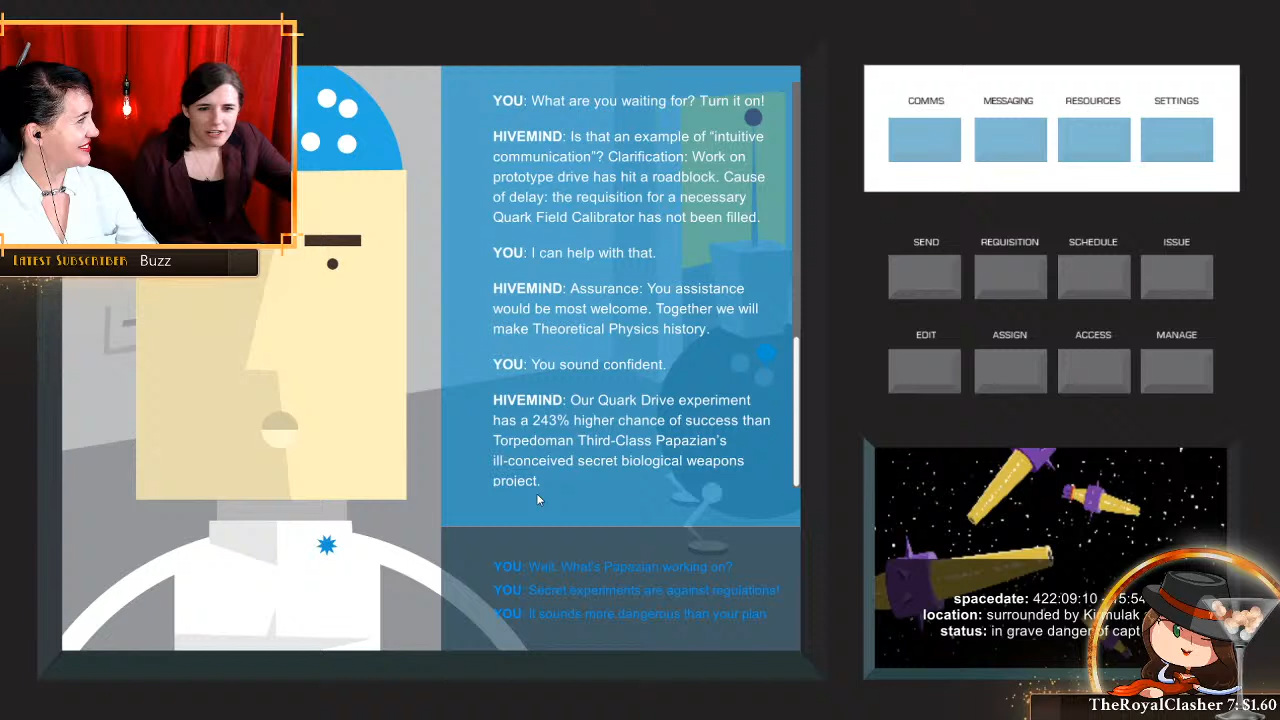 YOU: What are you waiting for? Turn it on!
HIVEMIND: Is that an example of “intuitive
communication”? Clarification: Work on
prototype drive has hit a roadblock. Cause
of delay: the requisition for a necessary
Quark Field Calibrator has not been filled.
YOU: I can help with that.
HIVEMIND: Assurance: You assistance
would be most welcome. Together we will
make Theoretical Physics history.
YOU: You sound confident.
HIVEMIND: Our Quark Drive experiment
has a 243% higher chance of success than
Torpedoman Third-Class Papazian’s
ill-conceived secret biological weapons
project.
YOU: Wait. What's Papazian working on?
YOU: Secret experiments are against regulations!
YOU: It sounds more dangerous than your plan
LATEST SUBSCRIBER Buzz
COMMS MESSAGING RESOURCES SETTINGS
SEND REQUISITION SCHEDULE ISSUE
EDIT ASSIGN ACCESS MANAGE
spacedate: 422:09:10 - 15:54
location: surrounded by
status: in grave danger of capt
TheRoyalClasher 7: $1.60